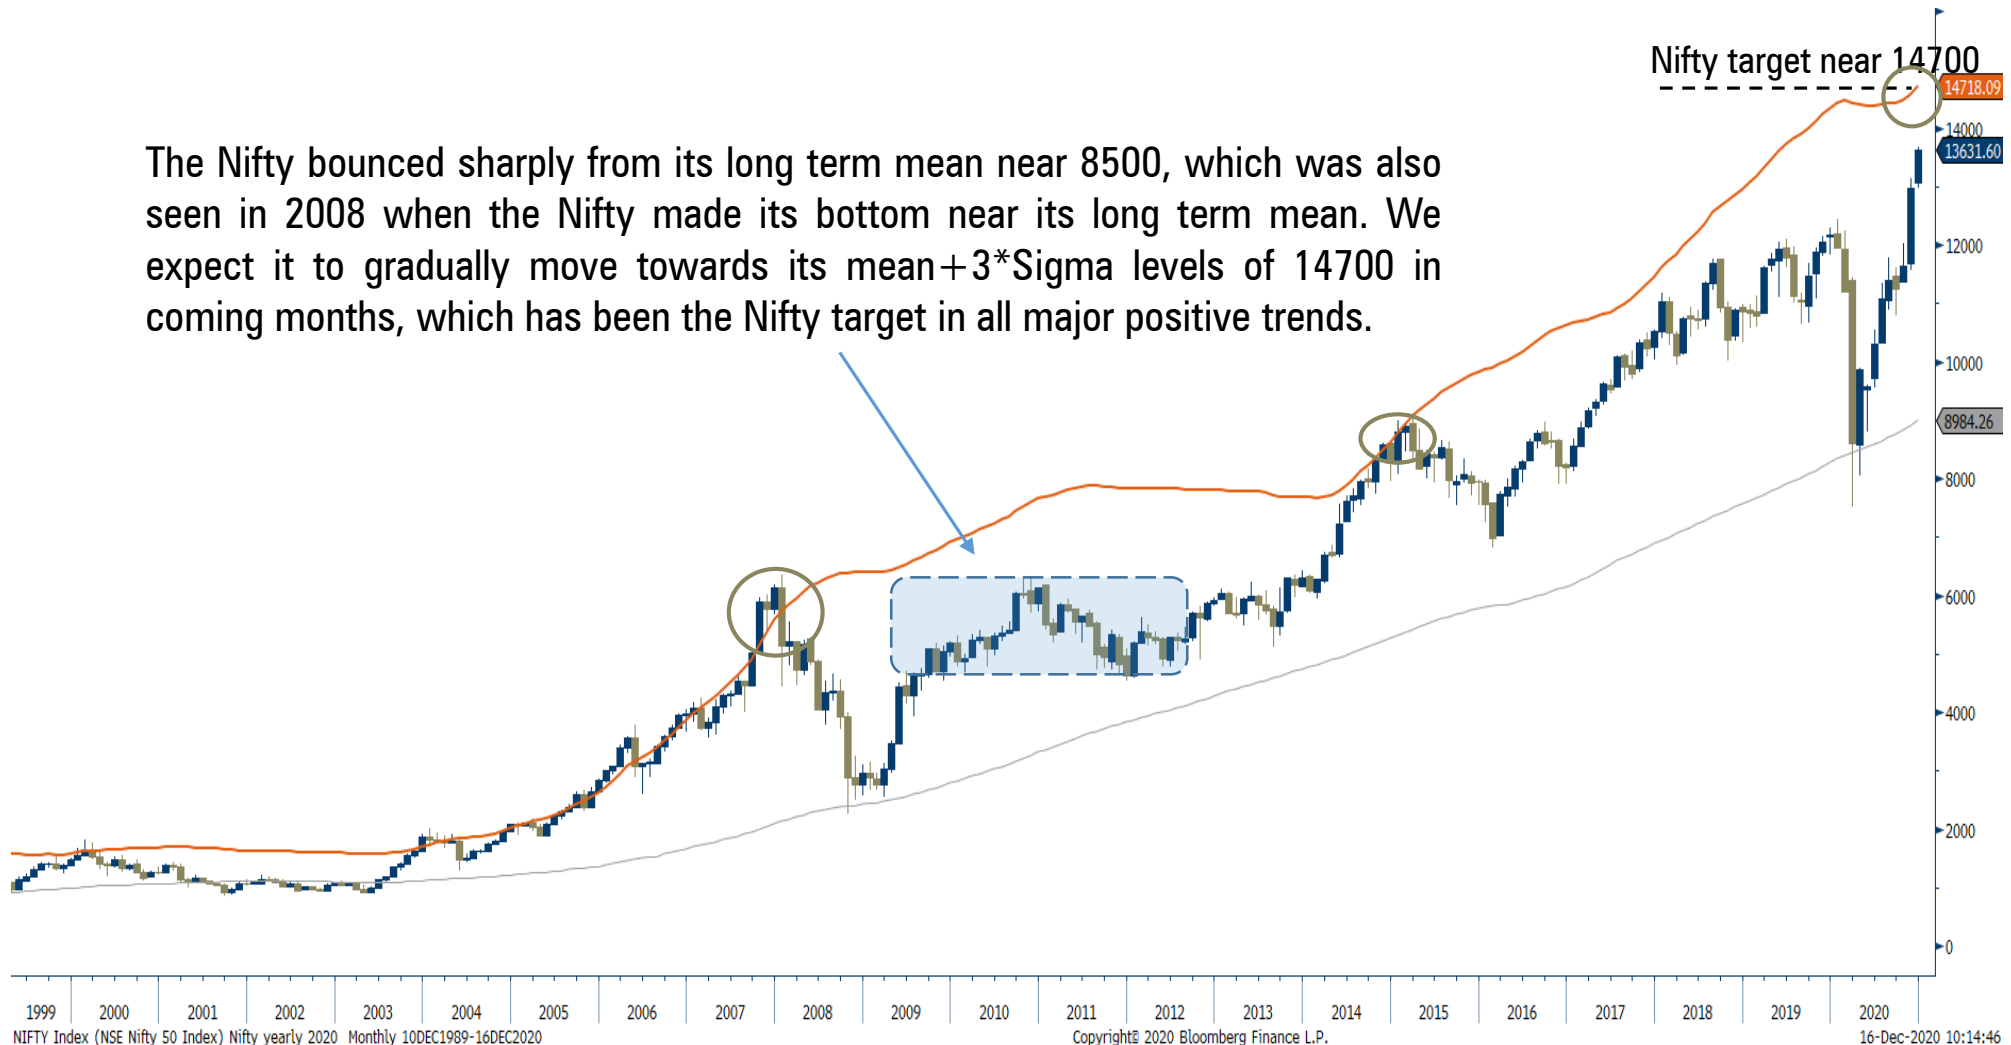 Nifty target near 14700
14718.09
14000
13631.60
The Nifty bounced sharply from its long term mean near 8500, which was also
seen in 2008 when the Nifty made its bottom near its long term mean. We
expect it to gradually move towards its mean+3*Sigma levels of 14700 in
coming months, which has been the Nifty target in all major positive trends.
12000
10000
8984.26
8000
6000
4000
2000
0
1999 2000 2001 2002 2003 2004 2005 2006 2007 2008 2009 2010 2011 2012 2013 2014 2015 2016 2017 2018 2019 2020
NIFTY Index (NSE Nifty 50 Index) Nifty yearly 2020 Monthly 10DEC1989-16DEC2020 Copyright© 2020 Bloomberg Finance L.P. 16-Dec-2020 10:14:46